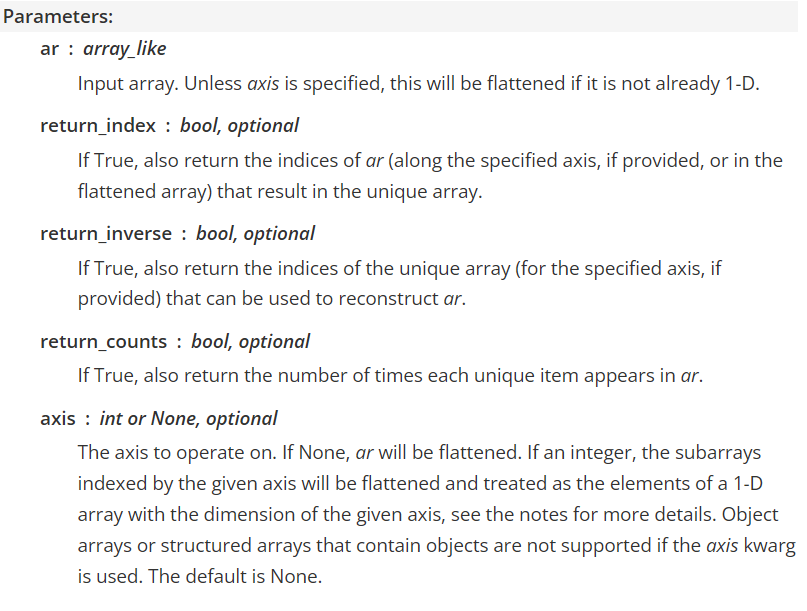 Parameters:
ar : array_like
Input array. Unless axis is specified, this will be flattened if it is not already 1-D.
return_index : bool, optional
If True, also return the indices of ar (along the specified axis, if provided, or in the
flattened array) that result in the unique array.
return_inverse : bool, optional
If True, also return the indices of the unique array (for the specified axis, if
provided) that can be used to reconstruct ar.
return_counts : bool, optional
If True, also return the number of times each unique item appears in ar.
axis : int or None, optional
The axis to operate on. If None, ar will be flattened. If an integer, the subarrays
indexed by the given axis will be flattened and treated as the elements of a 1-D
array with the dimension of the given axis, see the notes for more details. Object
arrays or structured arrays that contain objects are not supported if the axis kwarg
is used. The default is None.